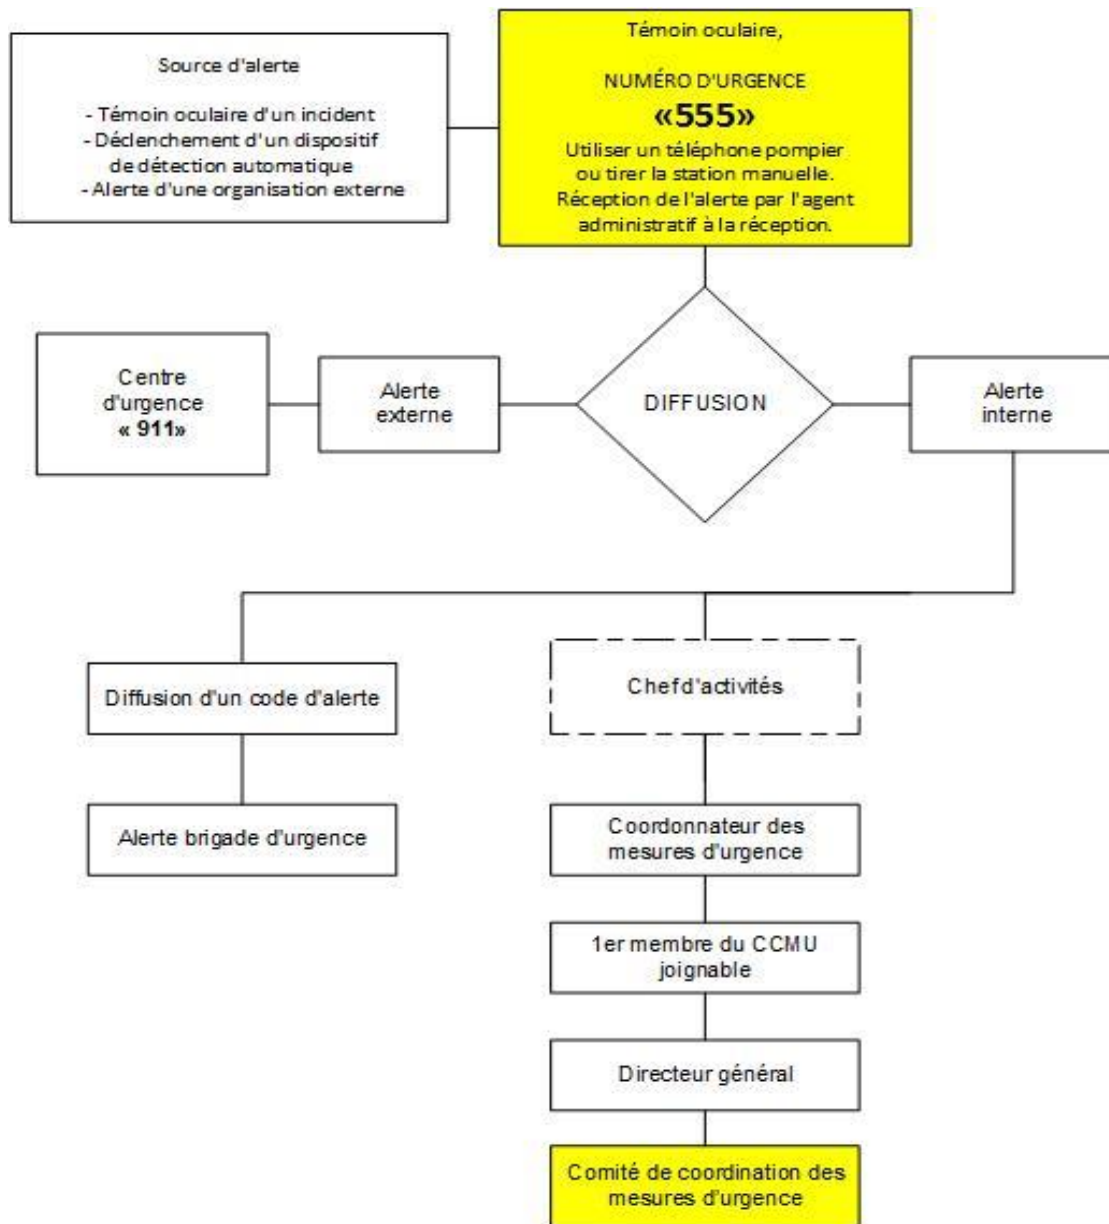 Source d'alerte
- Témoin oculaire d'un incident
- Déclenchement d'un dispositif
de détection automatique
- Alerte d'une organisation externe
Témoin oculaire,
NUMÉRO D'URGENCE
«555»
Utiliser un téléphone pompier
ou tirer la station manuelle.
Réception de l'alerte par l'agent
administratif à la réception.
Centre
d'urgence
« 911»
Alerte
externe
DIFFUSION
Alerte
interne
Diffusion d'un code d'alerte
Alerte brigade d'urgence
Chef d'activités
Coordonnateur des
mesures d'urgence
1er membre du CCMU
joignable
Directeur général
Comité de coordination des
mesures d'urgence